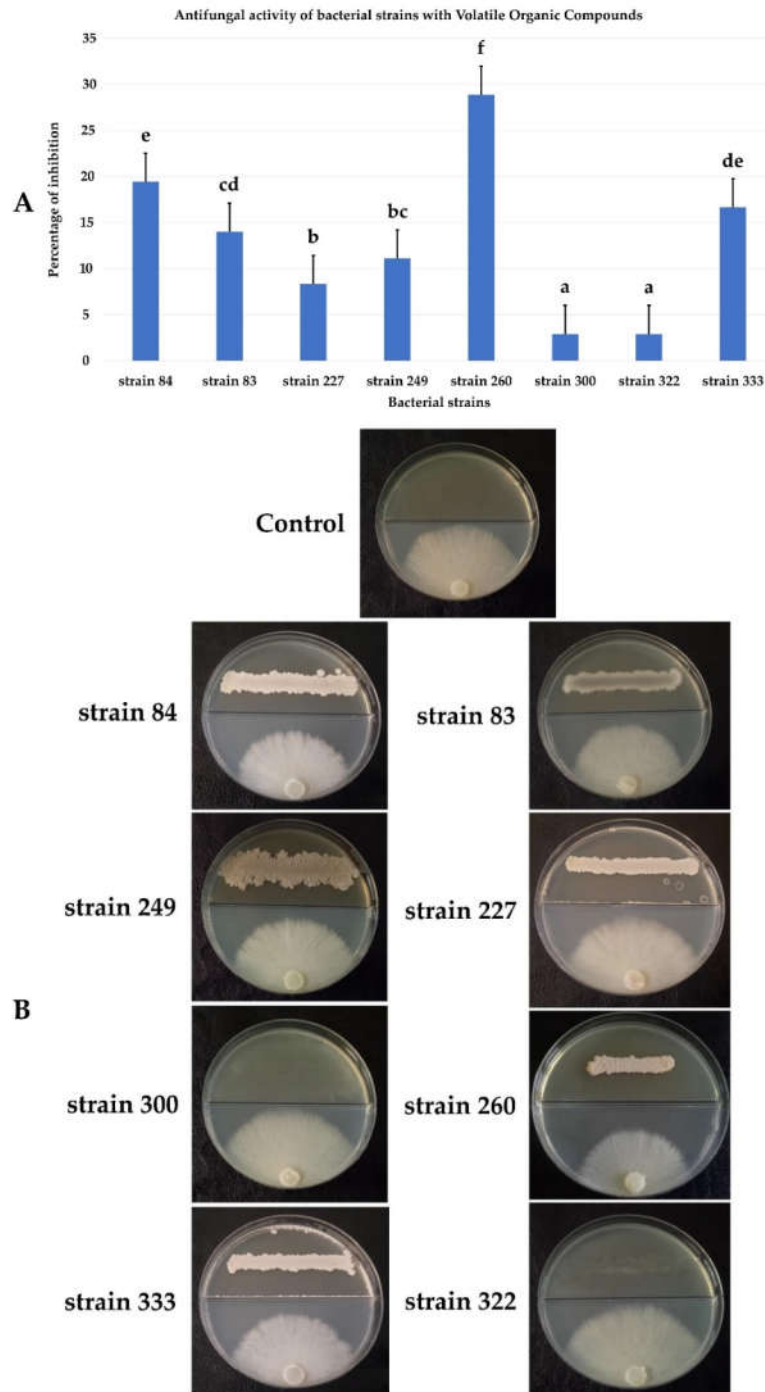 Antifungal activity of bacterial strains with Volatile Organic Compounds
A
Percentage of inhibition
35
30
25
20
15
10
5
0
e
cd
b
bc
f
a
a
de
strain 84 strain 83 strain 227 strain 249 strain 260 strain 300 strain 322 strain 333
Bacterial strains
B
Control
strain 84 strain 83
strain 249 strain 227
strain 300 strain 260
strain 333 strain 322